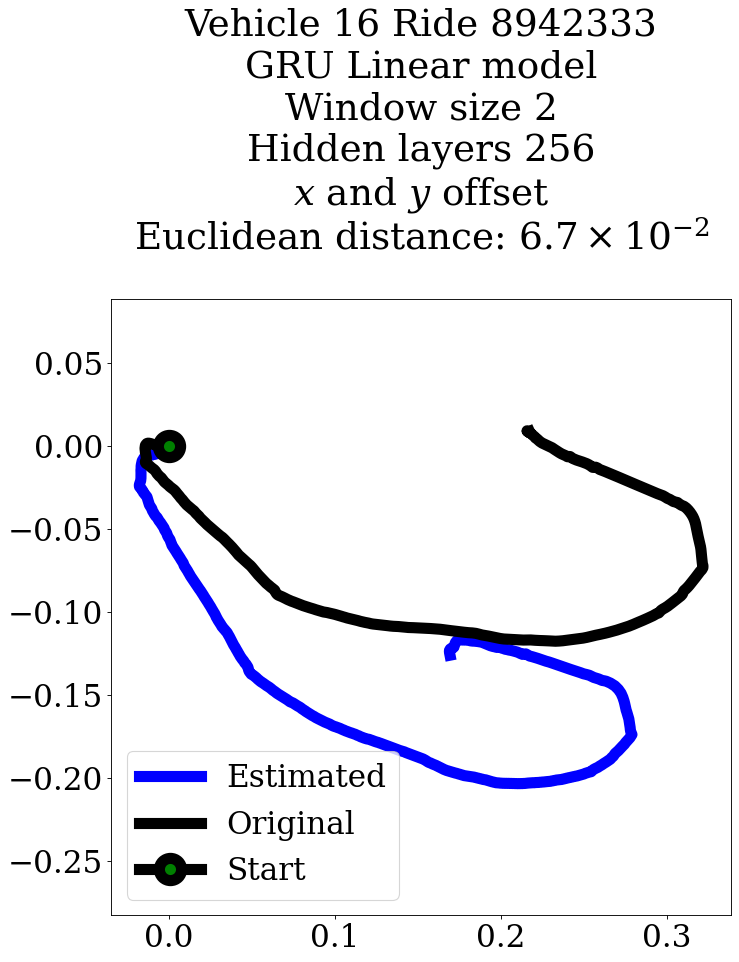 Vehicle 16 Ride 8942333
GRU Linear model
Window size 2
Hidden layers 256
x and y offset
Euclidean distance: 6.7 × 10⁻²
0.05
0.00
−0.05
−0.10
−0.15
−0.20
−0.25
Estimated
Original
Start
0.0 0.1 0.2 0.3